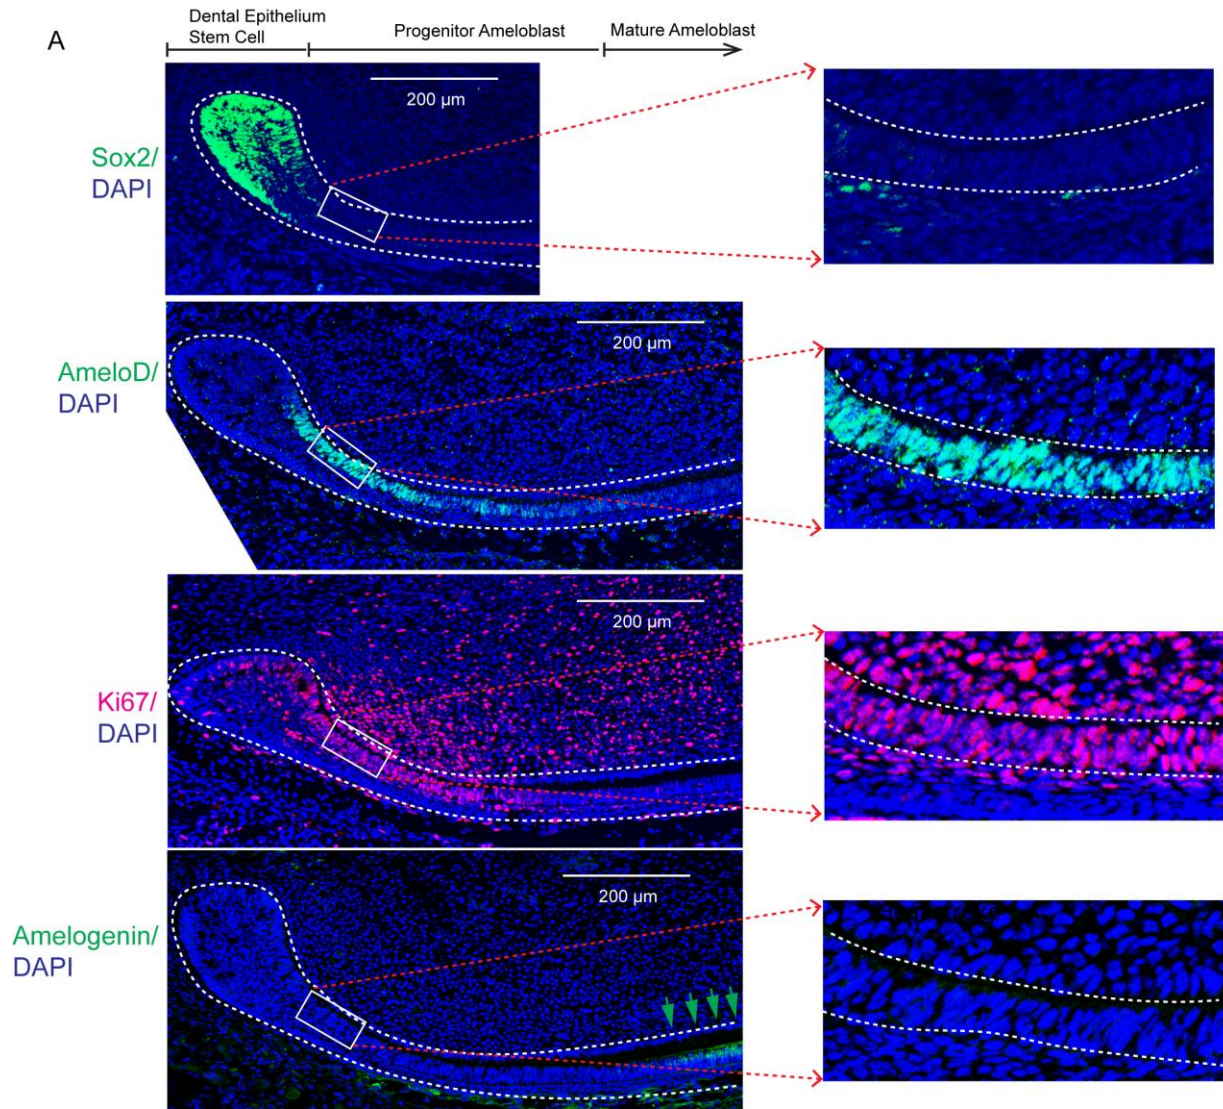 A
Dental Epithelium
Stem Cell
Progenitor Ameloblast
Mature Ameloblast
200 µm
Sox2/
DAPI
200 µm
AmeloD/
DAPI
200 µm
Ki67/
DAPI
200 µm
Amelogenin/
DAPI